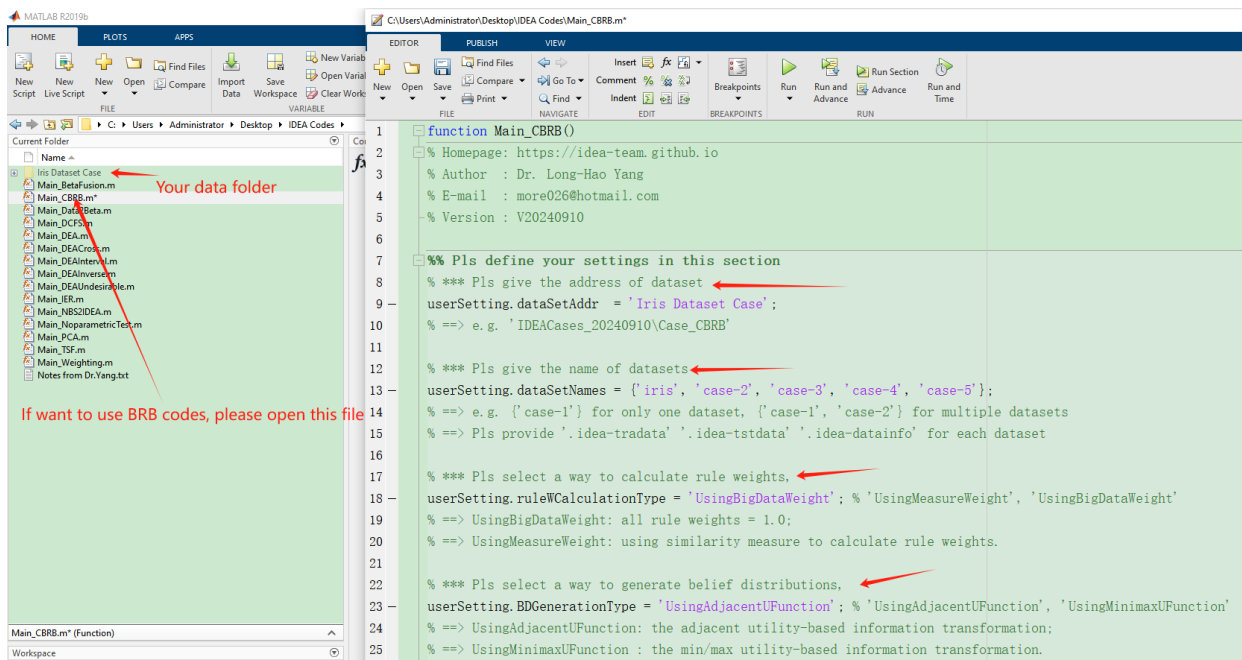 MATLAB R2019b
HOME PLOTS APPS
New Script
New Live Script
New
Open
Find Files
Compare
Import Data
Save Workspace
New Variab
Open Varial
Clear Work
FILE VARIABLE
C: Users Administrator Desktop IDEA Codes
Current Folder
Name
Iris Dataset Case
Main_BetaFusion.m
Main_CBRB.m*
Main_Data2Beta.m
Main_DCFS.m
Main_DEA.m
Main_DEACross.m
Main_DEAInterval.m
Main_DEAInverse.m
Main_DEAUndesirable.m
Main_IER.m
Main_NBS2IDEA.m
Main_NoparametricTest.m
Main_PCA.m
Main_TSF.m
Main_Weighting.m
Notes from Dr.Yang.txt
Your data folder
If want to use BRB codes, please open this file
Main_CBRB.m* (Function)
Workspace
Co
fx
C:\Users\Administrator\Desktop\IDEA Codes\Main_CBRB.m*
EDITOR PUBLISH VIEW
New
Open
Save
Find Files
Compare
Print
Go To
Find
Insert fx
Comment
Indent
Breakpoints
Run
Run and Advance
Run Section
Advance
Run and Time
FILE NAVIGATE EDIT BREAKPOINTS RUN
1 function Main_CBRB()
2 % Homepage: https://idea-team.github.io
3 % Author : Dr. Long-Hao Yang
4 % E-mail : more026@hotmail.com
5 % Version : V20240910
6
7 %% Pls define your settings in this section
8 % *** Pls give the address of dataset
9 – userSetting.dataSetAddr = 'Iris Dataset Case';
10 % ==> e.g. 'IDEACases_20240910\Case_CBRB'
11
12 % *** Pls give the name of datasets
13 – userSetting.dataSetNames = {'iris', 'case-2', 'case-3', 'case-4', 'case-5'};
14 % ==> e.g. {'case-1'} for only one dataset, {'case-1', 'case-2'} for multiple datasets
15 % ==> Pls provide '.idea-tradata' '.idea-tstdata' '.idea-datainfo' for each dataset
16
17 % *** Pls select a way to calculate rule weights,
18 – userSetting.ruleWCalculationType = 'UsingBigDataWeight'; % 'UsingMeasureWeight', 'UsingBigDataWeight'
19 % ==> UsingBigDataWeight: all rule weights = 1.0;
20 % ==> UsingMeasureWeight: using similarity measure to calculate rule weights.
21
22 % *** Pls select a way to generate belief distributions,
23 – userSetting.BDGenerationType = 'UsingAdjacentUFunction'; % 'UsingAdjacentUFunction', 'UsingMinimaxUFunction'
24 % ==> UsingAdjacentUFunction: the adjacent utility-based information transformation;
25 % ==> UsingMinimaxUFunction : the min/max utility-based information transformation.